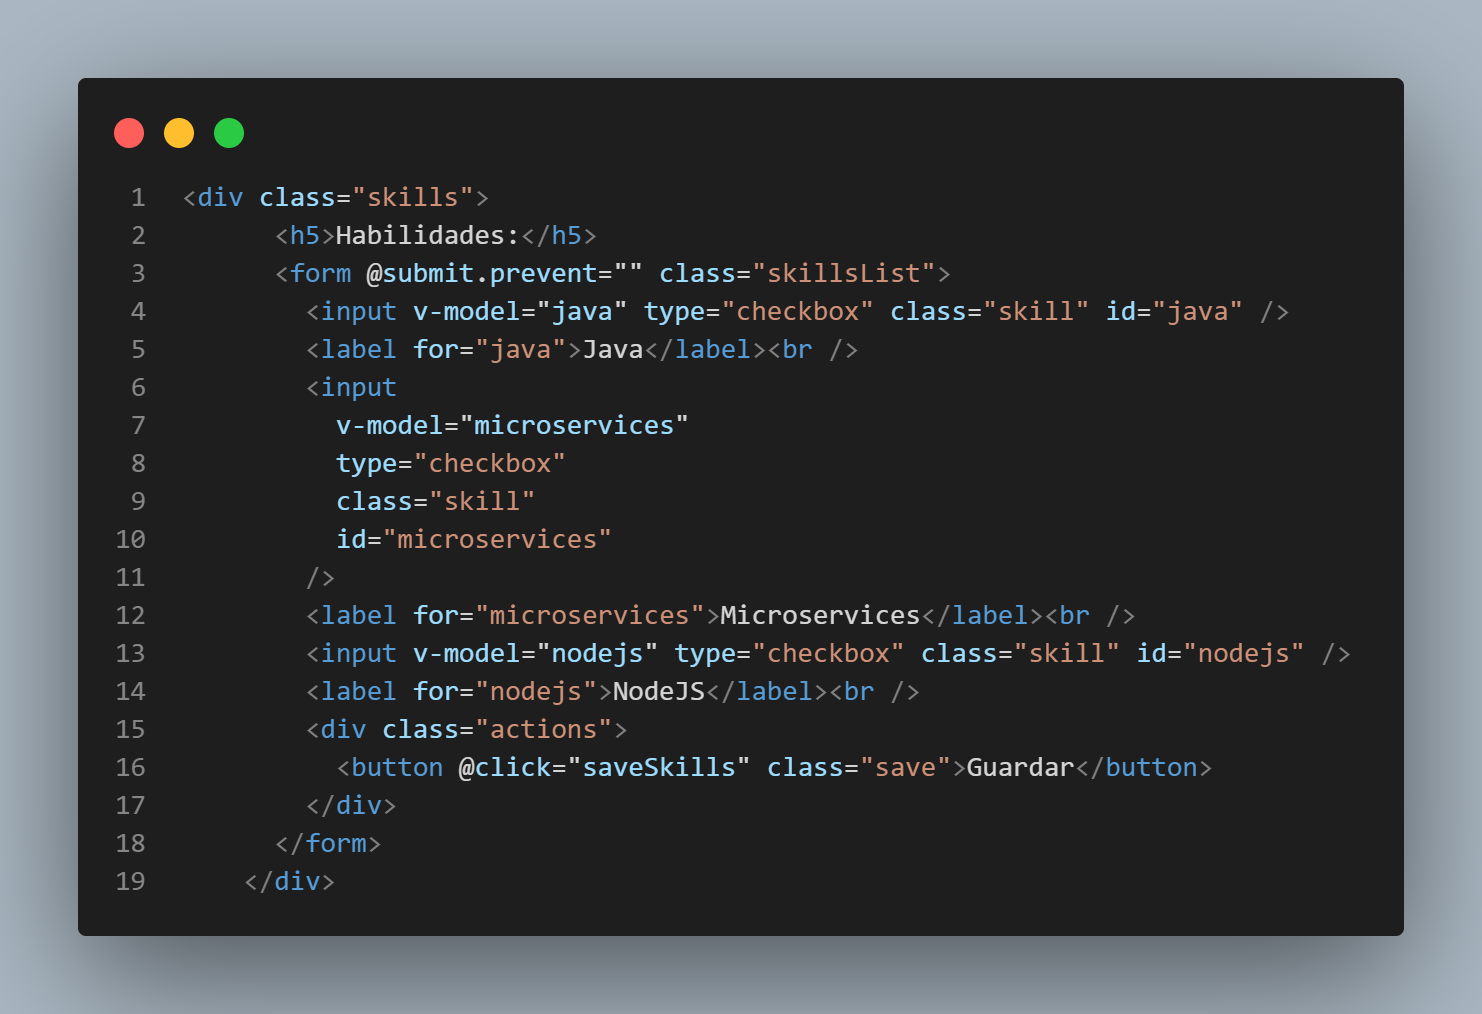 1 <div class="skills">
2 <h5>Habilidades:</h5>
3 <form @submit.prevent="" class="skillsList">
4 <input v-model="java" type="checkbox" class="skill" id="java" />
5 <label for="java">Java</label><br />
6 <input
7 v-model="microservices"
8 type="checkbox"
9 class="skill"
10 id="microservices"
11 />
12 <label for="microservices">Microservices</label><br />
13 <input v-model="nodejs" type="checkbox" class="skill" id="nodejs" />
14 <label for="nodejs">NodeJS</label><br />
15 <div class="actions">
16 <button @click="saveSkills" class="save">Guardar</button>
17 </div>
18 </form>
19 </div>